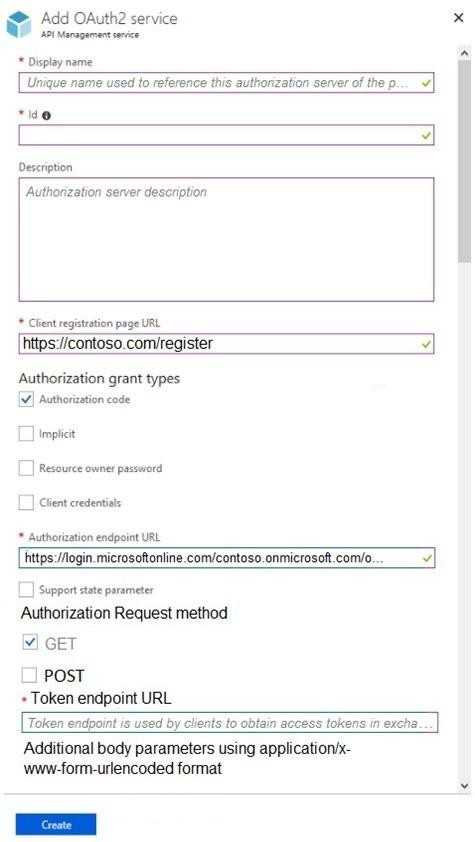 Add OAuth2 service
API Management service
* Display name
Unique name used to reference this authorization server of the p...
* Id
Description
Authorization server description
* Client registration page URL
https://contoso.com/register
Authorization grant types
Authorization code
Implicit
Resource owner password
Client credentials
* Authorization endpoint URL
https://login.microsoftonline.com/contoso.onmicrosoft.com/o...
Support state parameter
Authorization Request method
GET
POST
* Token endpoint URL
Token endpoint is used by clients to obtain access tokens in excha...
Additional body parameters using application/x-
www-form-urlencoded format
Create